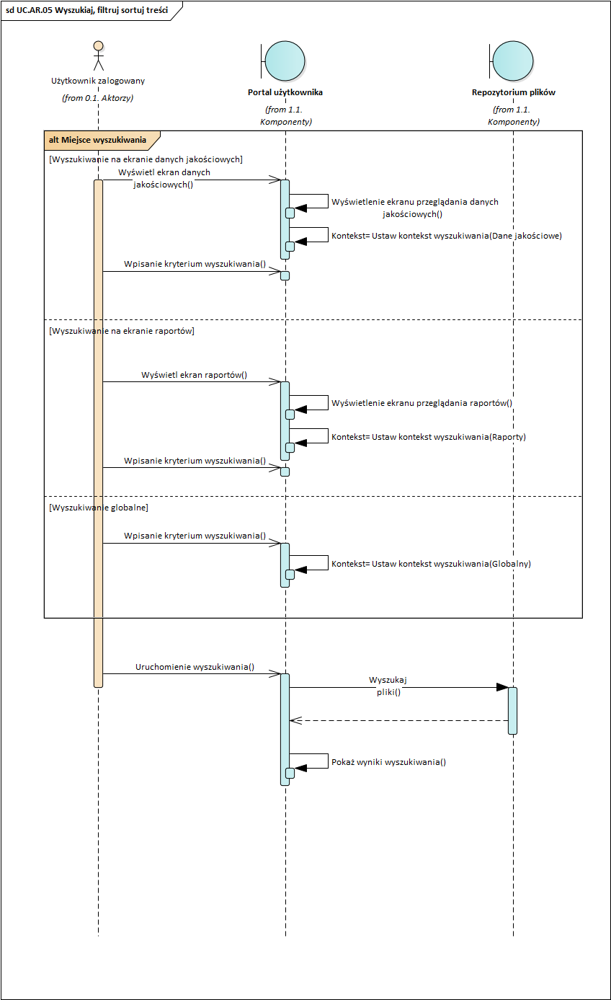 sd UC.AR.05 Wyszukiaj, filtruj sortuj treści
Użytkownik zalogowany
(from 0.1. Aktorzy)
Portal użytkownika
(from 1.1.
Komponenty)
Repozytorium plików
(from 1.1.
Komponenty)
alt Miejsce wyszukiwania
[Wyszukiwanie na ekranie danych jakościowych]
Wyświetl ekran danych
jakościowych()
Wyświetlenie ekranu przeglądania danych
jakościowych()
Kontekst= Ustaw kontekst wyszukiwania(Dane jakościowe)
Wpisanie kryterium wyszukiwania()
[Wyszukiwanie na ekranie raportów]
Wyświetl ekran raportów()
Wyświetlenie ekranu przeglądania raportów()
Kontekst= Ustaw kontekst wyszukiwania(Raporty)
Wpisanie kryterium wyszukiwania()
[Wyszukiwanie globalne]
Wpisanie kryterium wyszukiwania()
Kontekst= Ustaw kontekst wyszukiwania(Globalny)
Uruchomienie wyszukiwania()
Wyszukaj
pliki()
Pokaż wyniki wyszukiwania()